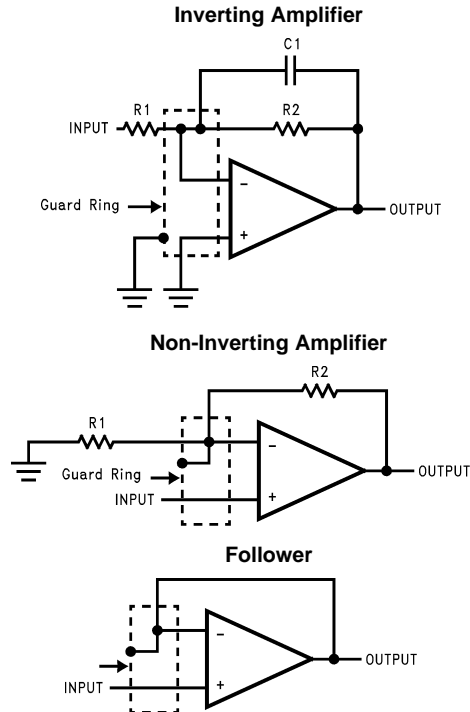 Inverting Amplifier
C1
R1
R2
INPUT
−
Guard Ring
OUTPUT
+
Non-Inverting Amplifier
R2
R1
−
Guard Ring
OUTPUT
INPUT
+
Follower
−
OUTPUT
INPUT
+